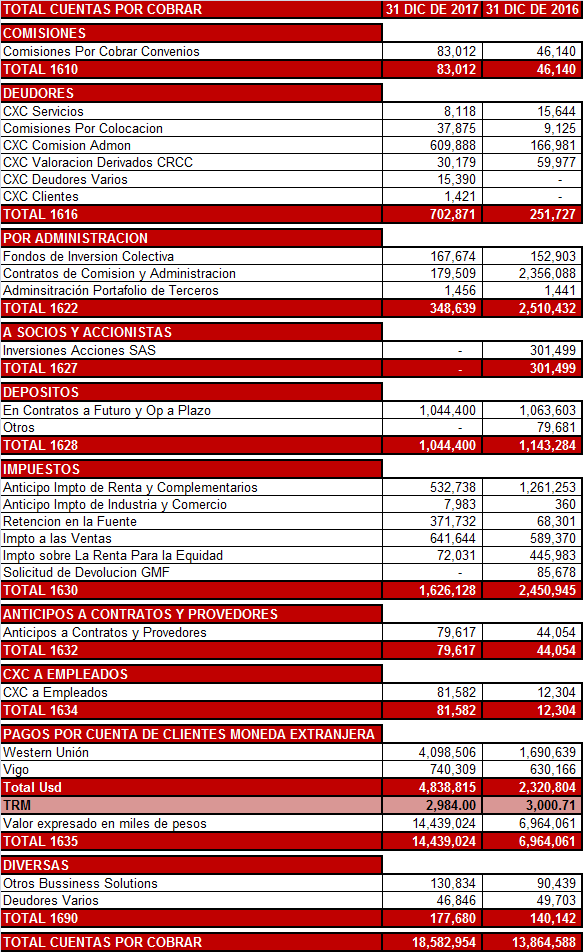 TOTAL CUENTAS POR COBRAR 31 DIC DE 2017 31 DIC DE 2016
COMISIONES
Comisiones Por Cobrar Convenios 83,012 46,140
TOTAL 1610 83,012 46,140
DEUDORES
CXC Servicios 8,118 15,644
Comisiones Por Colocacion 37,875 9,125
CXC Comision Admon 609,888 166,981
CXC Valoracion Derivados CRCC 30,179 59,977
CXC Deudores Varios 15,390 -
CXC Clientes 1,421 -
TOTAL 1616 702,871 251,727
POR ADMINISTRACION
Fondos de Inversion Colectiva 167,674 152,903
Contratos de Comision y Administracion 179,509 2,356,088
Adminsitración Portafolio de Terceros 1,456 1,441
TOTAL 1622 348,639 2,510,432
A SOCIOS Y ACCIONISTAS
Inversiones Acciones SAS - 301,499
TOTAL 1627 - 301,499
DEPOSITOS
En Contratos a Futuro y Op a Plazo 1,044,400 1,063,603
Otros - 79,681
TOTAL 1628 1,044,400 1,143,284
IMPUESTOS
Anticipo Impto de Renta y Complementarios 532,738 1,261,253
Anticipo Impto de Industria y Comercio 7,983 360
Retencion en la Fuente 371,732 68,301
Impto a las Ventas 641,644 589,370
Impto sobre La Renta Para la Equidad 72,031 445,983
Solicitud de Devolucion GMF - 85,678
TOTAL 1630 1,626,128 2,450,945
ANTICIPOS A CONTRATOS Y PROVEDORES
Anticipos a Contratos y Provedores 79,617 44,054
TOTAL 1632 79,617 44,054
CXC A EMPLEADOS
CXC a Empleados 81,582 12,304
TOTAL 1634 81,582 12,304
PAGOS POR CUENTA DE CLIENTES MONEDA EXTRANJERA
Western Unión 4,098,506 1,690,639
Vigo 740,309 630,166
Total Usd 4,838,815 2,320,804
TRM 2,984.00 3,000.71
Valor expresado en miles de pesos 14,439,024 6,964,061
TOTAL 1635 14,439,024 6,964,061
DIVERSAS
Otros Bussiness Solutions 130,834 90,439
Deudores Varios 46,846 49,703
TOTAL 1690 177,680 140,142
TOTAL CUENTAS POR COBRAR 18,582,954 13,864,588